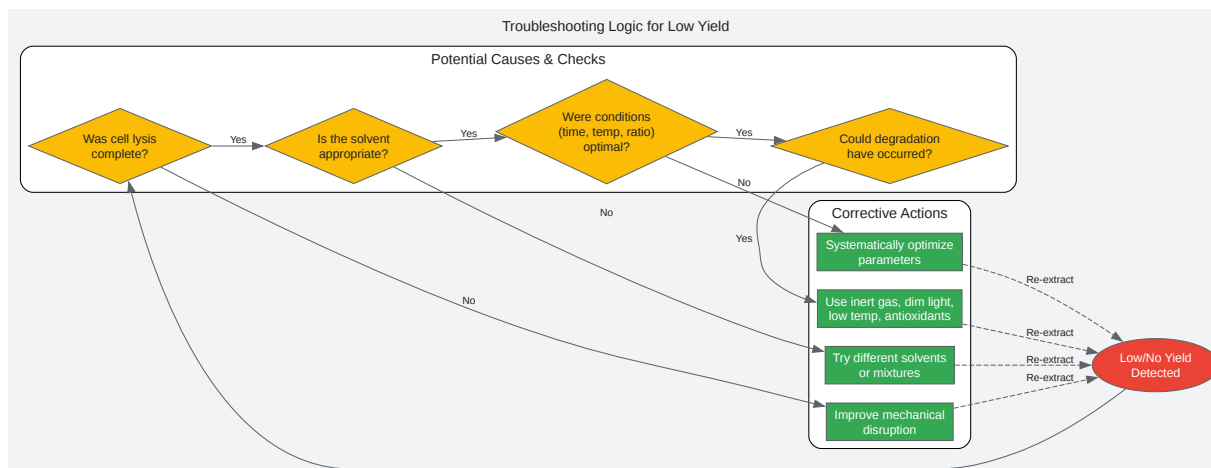 Troubleshooting Logic for Low Yield
Potential Causes & Checks
Was cell lysis
complete?
Yes
Is the solvent
appropriate?
Yes
Were conditions
(time, temp, ratio)
optimal?
Yes
Could degradation
have occurred?
No
No
Yes
No
Corrective Actions
Systematically optimize
parameters
Use inert gas, dim light,
low temp, antioxidants
Try different solvents
or mixtures
Improve mechanical
disruption
Re-extract
Re-extract
Re-extract
Re-extract
Low/No Yield
Detected